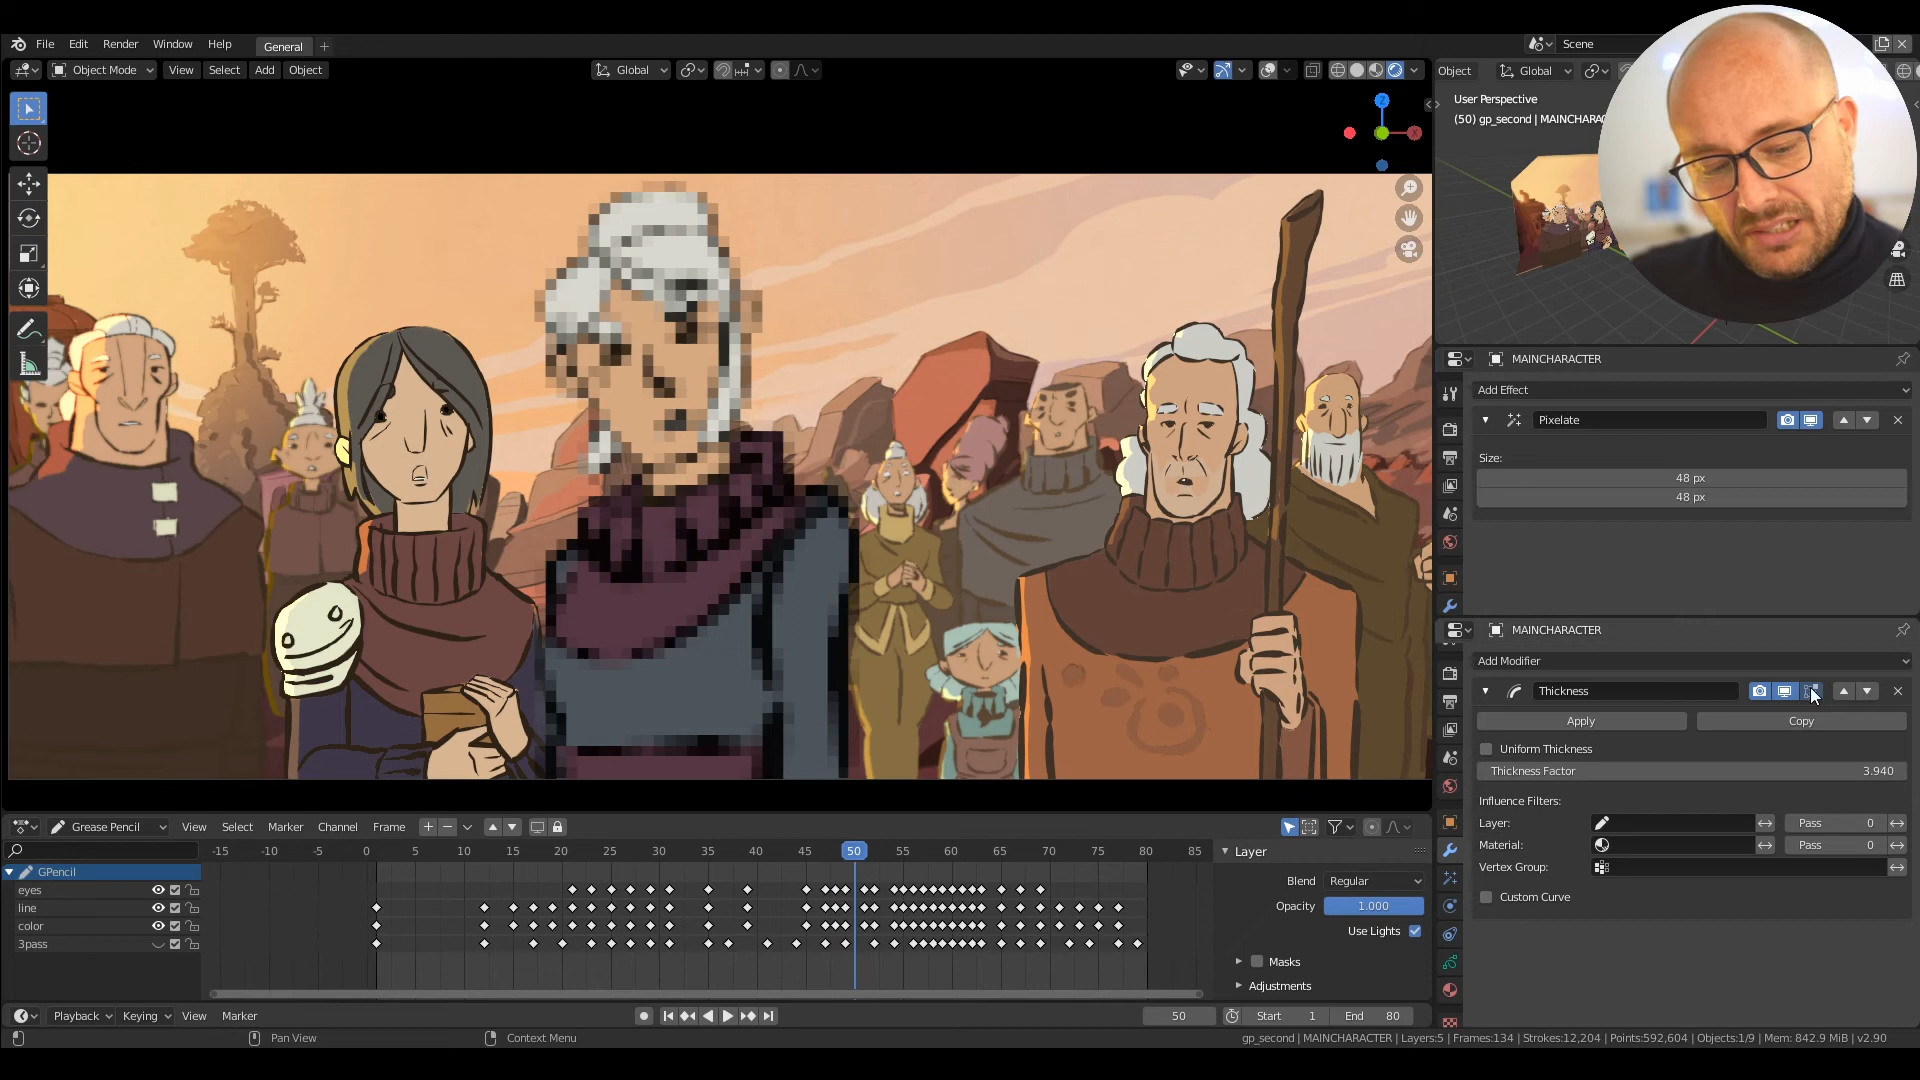 File Edit Render Window Help General + Scene
Object Mode View Select Add Object Global Object Global
User Perspective
(50) gp_second | MAINCHARAC
Z
X
MAINCHARACTER
Add Effect
Pixelate
Size:
48 px
48 px
MAINCHARACTER
Add Modifier
Thickness
Apply Copy
Uniform Thickness
Thickness Factor 3.940
Influence Filters:
Layer: Pass 0
Material: Pass 0
Vertex Group:
Custom Curve
Grease Pencil View Select Marker Channel Frame
-15 -10 -5 0 5 10 15 20 25 30 35 40 45 50 55 60 65 70 75 80 85
GPencil
eyes
line
color
3pass
Layer
Blend Regular
Opacity 1.000
Use Lights
Masks
Adjustments
Playback Keying View Marker 50 Start 1 End 80
Pan View Context Menu gp_second | MAINCHARACTER | Layers:5 | Frames:134 | Strokes:12,204 | Points:592,604 | Objects:1/9 | Mem: 842.9 MiB | v2.90